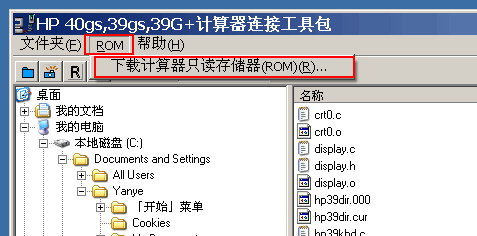 HP 40gs,39gs,39G+计算器连接工具包
文件夹(F) ROM 帮助(H)
下载计算器只读存储器(ROM)(R)...
R
桌面
我的文档
我的电脑
本地磁盘 (C:)
Documents and Settings
All Users
Yanye
「开始」菜单
Cookies
名称
crt0.c
crt0.o
display.c
display.h
display.o
hp39dir.000
hp39dir.cur
hp39kbd.c